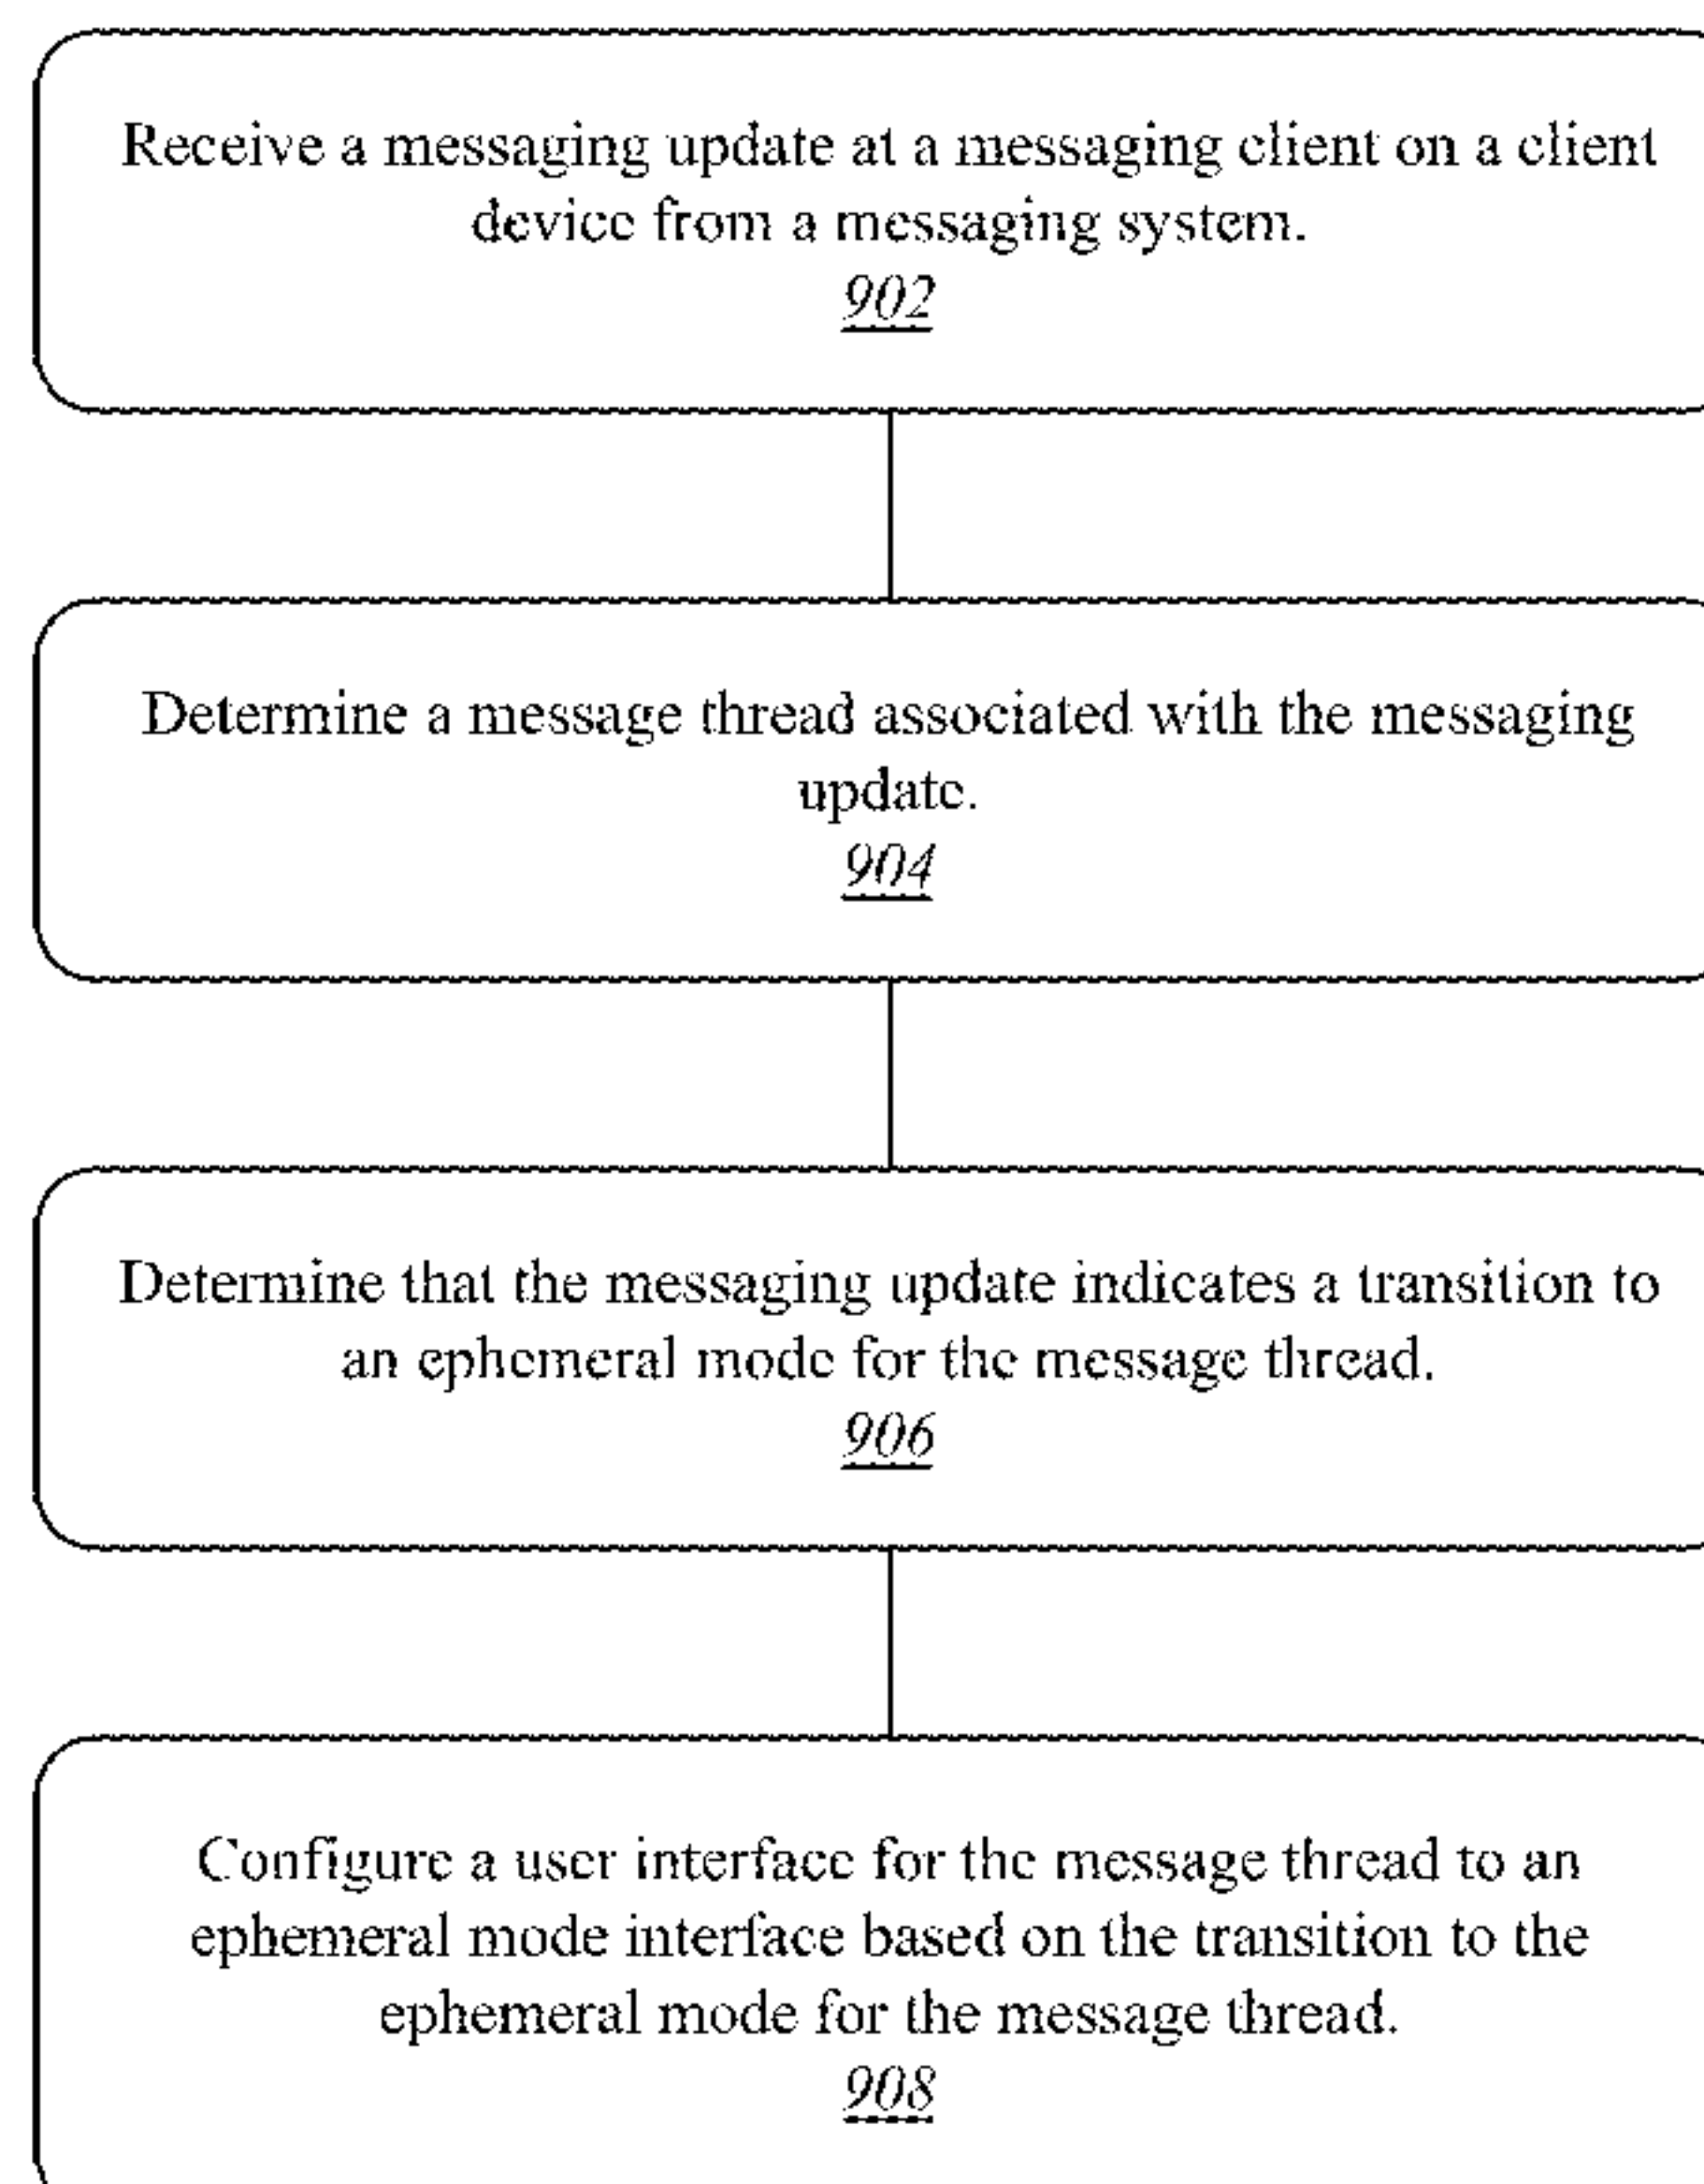 Receive a messaging update at a messaging client on a client
device from a messaging system.
902
Determine a message thread associated with the messaging
update.
904
Determine that the messaging update indicates a transition to
an ephemeral mode for the message thread.
906
Configure a user interface for the message thread to an
ephemeral mode interface based on the transition to the
ephemeral mode for the message thread.
908